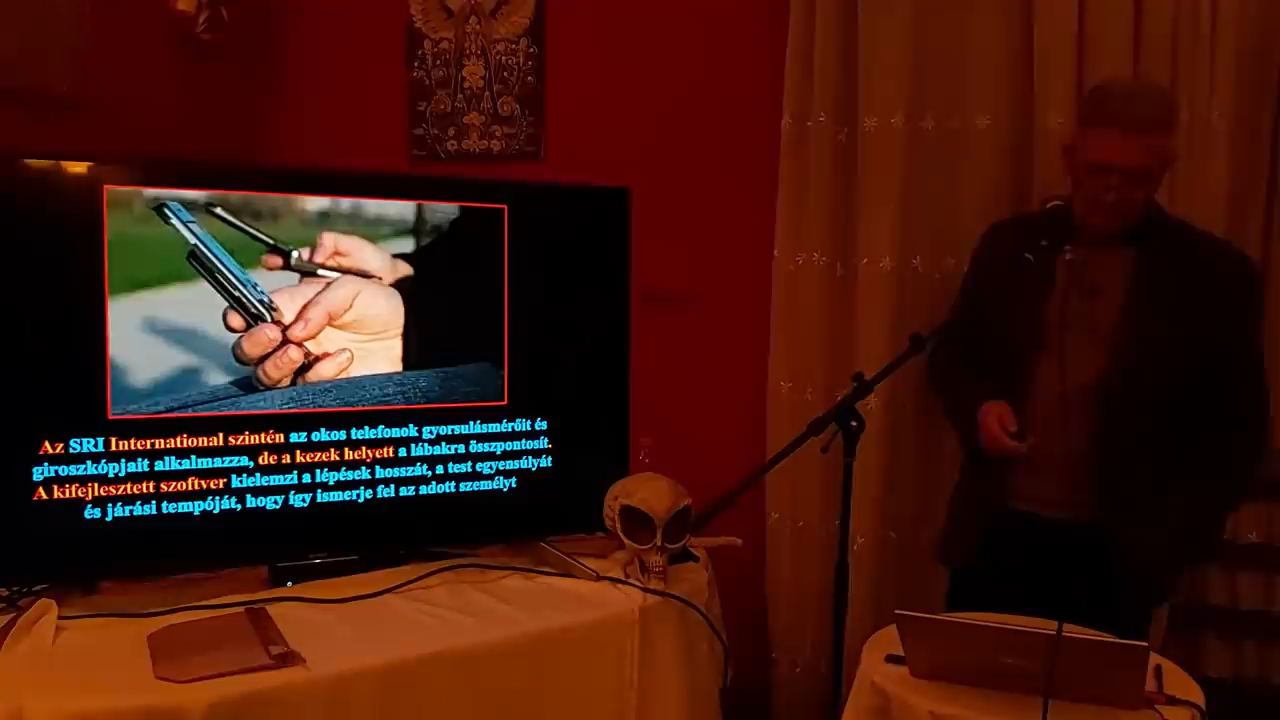 Az SRI International szintén az okos telefonok gyorsulásmérőit és
giroszkópjait alkalmazza, de a kezek helyett a lábakra összpontosít.
A kifejlesztett szoftver kielemzi a lépések hosszát, a test egyensúlyát
és járási tempóját, hogy így ismerje fel az adott személyt